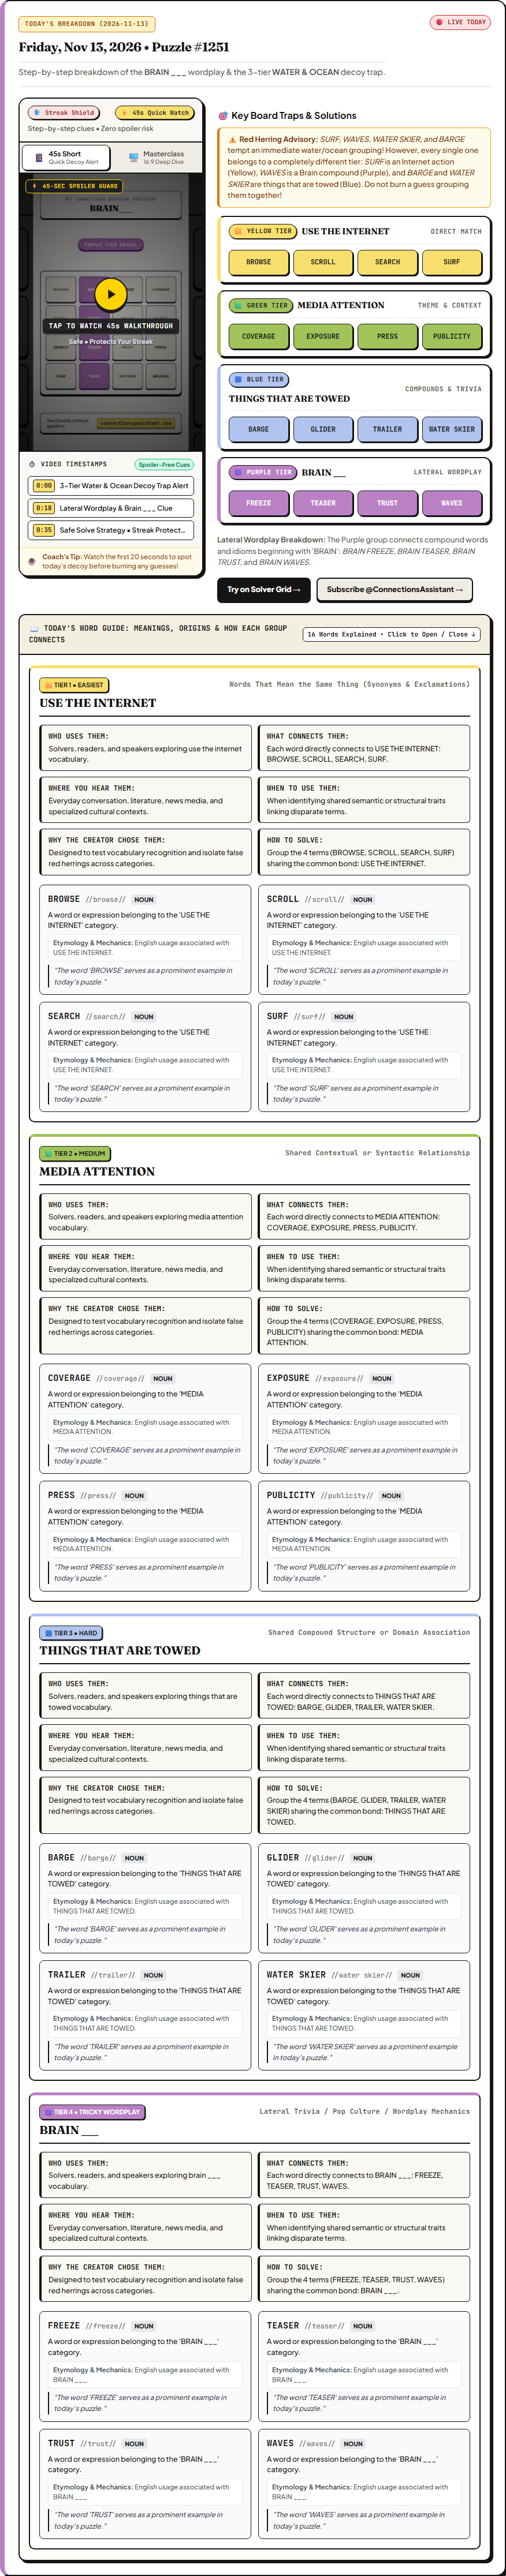 TODAY'S BREAKDOWN (2026-11-13)
LIVE TODAY
Friday, Nov 13, 2026 • Puzzle #1251
Step-by-step breakdown of the BRAIN ___ wordplay & the 3-tier WATER & OCEAN decoy trap.
Streak Shield
45s Quick Watch
Step-by-step clues • Zero spoiler risk
45s Short
Quick Decoy Alert
Masterclass
16:9 Deep Dive
45-SEC SPOILER GUARD
BRAIN___
PURPLE TIER REVEAL
TAP TO WATCH 45s WALKTHROUGH
Safe • Protects Your Streak
SURF
TRUST
WAVES
VIDEO TIMESTAMPS
Spoiler-Free Cues
0:00 3-Tier Water & Ocean Decoy Trap Alert
0:18 Lateral Wordplay & Brain ___ Clue
0:35 Safe Solve Strategy • Streak Protect...
Coach's Tip: Watch the first 20 seconds to spot
today's decoy before burning any guesses!
Key Board Traps & Solutions
Red Herring Advisory: SURF, WAVES, WATER SKIER, and BARGE
tempt an immediate water/ocean grouping! However, every single one
belongs to a completely different tier: SURF is an Internet action
(Yellow), WAVES is a Brain compound (Purple), and BARGE and WATER
SKIER are things that are towed (Blue). Do not burn a guess grouping
them together!
YELLOW TIER USE THE INTERNET DIRECT MATCH
BROWSE SCROLL SEARCH SURF
GREEN TIER MEDIA ATTENTION THEME & CONTEXT
COVERAGE EXPOSURE PRESS PUBLICITY
BLUE TIER
THINGS THAT ARE TOWED
COMPOUNDS & TRIVIA
BARGE GLIDER TRAILER WATER SKIER
PURPLE TIER BRAIN ___ LATERAL WORDPLAY
FREEZE TEASER TRUST WAVES
Lateral Wordplay Breakdown: The Purple group connects compound words
and idioms beginning with 'BRAIN': BRAIN FREEZE, BRAIN TEASER, BRAIN
TRUST, and BRAIN WAVES.
Try on Solver Grid →
Subscribe @ConnectionsAssistant →
TODAY'S WORD GUIDE: MEANINGS, ORIGINS & HOW EACH GROUP
CONNECTS
16 Words Explained • Click to Open / Close ↓
TIER 1 • EASIEST
Words That Mean the Same Thing (Synonyms & Exclamations)
USE THE INTERNET
WHO USES THEM:
Solvers, readers, and speakers exploring use the internet
vocabulary.
WHAT CONNECTS THEM:
Each word directly connects to USE THE INTERNET:
BROWSE, SCROLL, SEARCH, SURF.
WHERE YOU HEAR THEM:
Everyday conversation, literature, news media, and
specialized cultural contexts.
WHEN TO USE THEM:
When identifying shared semantic or structural traits
linking disparate terms.
WHY THE CREATOR CHOSE THEM:
Designed to test vocabulary recognition and isolate false
red herrings across categories.
HOW TO SOLVE:
Group the 4 terms (BROWSE, SCROLL, SEARCH, SURF)
sharing the common bond: USE THE INTERNET.
BROWSE //browse// NOUN
A word or expression belonging to the 'USE THE
INTERNET' category.
Etymology & Mechanics: English usage associated with
USE THE INTERNET.
"The word 'BROWSE' serves as a prominent example in
today's puzzle."
SCROLL //scroll// NOUN
A word or expression belonging to the 'USE THE
INTERNET' category.
Etymology & Mechanics: English usage associated with
USE THE INTERNET.
"The word 'SCROLL' serves as a prominent example in
today's puzzle."
SEARCH //search// NOUN
A word or expression belonging to the 'USE THE
INTERNET' category.
Etymology & Mechanics: English usage associated with
USE THE INTERNET.
"The word 'SEARCH' serves as a prominent example in
today's puzzle."
SURF //surf// NOUN
A word or expression belonging to the 'USE THE
INTERNET' category.
Etymology & Mechanics: English usage associated with
USE THE INTERNET.
"The word 'SURF' serves as a prominent example in
today's puzzle."
TIER 2 • MEDIUM
Shared Contextual or Syntactic Relationship
MEDIA ATTENTION
WHO USES THEM:
Solvers, readers, and speakers exploring media attention
vocabulary.
WHAT CONNECTS THEM:
Each word directly connects to MEDIA ATTENTION:
COVERAGE, EXPOSURE, PRESS, PUBLICITY.
WHERE YOU HEAR THEM:
Everyday conversation, literature, news media, and
specialized cultural contexts.
WHEN TO USE THEM:
When identifying shared semantic or structural traits
linking disparate terms.
WHY THE CREATOR CHOSE THEM:
Designed to test vocabulary recognition and isolate false
red herrings across categories.
HOW TO SOLVE:
Group the 4 terms (COVERAGE, EXPOSURE, PRESS,
PUBLICITY) sharing the common bond: MEDIA
ATTENTION.
COVERAGE //coverage// NOUN
A word or expression belonging to the 'MEDIA
ATTENTION' category.
Etymology & Mechanics: English usage associated with
MEDIA ATTENTION.
"The word 'COVERAGE' serves as a prominent example in
today's puzzle."
EXPOSURE //exposure// NOUN
A word or expression belonging to the 'MEDIA
ATTENTION' category.
Etymology & Mechanics: English usage associated with
MEDIA ATTENTION.
"The word 'EXPOSURE' serves as a prominent example in
today's puzzle."
PRESS //press// NOUN
A word or expression belonging to the 'MEDIA
ATTENTION' category.
Etymology & Mechanics: English usage associated with
MEDIA ATTENTION.
"The word 'PRESS' serves as a prominent example in
today's puzzle."
PUBLICITY //publicity// NOUN
A word or expression belonging to the 'MEDIA
ATTENTION' category.
Etymology & Mechanics: English usage associated with
MEDIA ATTENTION.
"The word 'PUBLICITY' serves as a prominent example in
today's puzzle."
TIER 3 • HARD
Shared Compound Structure or Domain Association
THINGS THAT ARE TOWED
WHO USES THEM:
Solvers, readers, and speakers exploring things that are
towed vocabulary.
WHAT CONNECTS THEM:
Each word directly connects to THINGS THAT ARE
TOWED: BARGE, GLIDER, TRAILER, WATER SKIER.
WHERE YOU HEAR THEM:
Everyday conversation, literature, news media, and
specialized cultural contexts.
WHEN TO USE THEM:
When identifying shared semantic or structural traits
linking disparate terms.
WHY THE CREATOR CHOSE THEM:
Designed to test vocabulary recognition and isolate false
red herrings across categories.
HOW TO SOLVE:
Group the 4 terms (BARGE, GLIDER, TRAILER, WATER
SKIER) sharing the common bond: THINGS THAT ARE
TOWED.
BARGE //barge// NOUN
A word or expression belonging to the 'THINGS THAT ARE
TOWED' category.
Etymology & Mechanics: English usage associated with
THINGS THAT ARE TOWED.
"The word 'BARGE' serves as a prominent example in
today's puzzle."
GLIDER //glider// NOUN
A word or expression belonging to the 'THINGS THAT ARE
TOWED' category.
Etymology & Mechanics: English usage associated with
THINGS THAT ARE TOWED.
"The word 'GLIDER' serves as a prominent example in
today's puzzle."
TRAILER //trailer// NOUN
A word or expression belonging to the 'THINGS THAT ARE
TOWED' category.
Etymology & Mechanics: English usage associated with
THINGS THAT ARE TOWED.
"The word 'TRAILER' serves as a prominent example in
today's puzzle."
WATER SKIER //water skier// NOUN
A word or expression belonging to the 'THINGS THAT ARE
TOWED' category.
Etymology & Mechanics: English usage associated with
THINGS THAT ARE TOWED.
"The word 'WATER SKIER' serves as a prominent example
in today's puzzle."
TIER 4 • TRICKY WORDPLAY
Lateral Trivia / Pop Culture / Wordplay Mechanics
BRAIN ___
WHO USES THEM:
Solvers, readers, and speakers exploring brain ___
vocabulary.
WHAT CONNECTS THEM:
Each word directly connects to BRAIN ___: FREEZE,
TEASER, TRUST, WAVES.
WHERE YOU HEAR THEM:
Everyday conversation, literature, news media, and
specialized cultural contexts.
WHEN TO USE THEM:
When identifying shared semantic or structural traits
linking disparate terms.
WHY THE CREATOR CHOSE THEM:
Designed to test vocabulary recognition and isolate false
red herrings across categories.
HOW TO SOLVE:
Group the 4 terms (FREEZE, TEASER, TRUST, WAVES)
sharing the common bond: BRAIN ___.
FREEZE //freeze// NOUN
A word or expression belonging to the 'BRAIN ___'
category.
Etymology & Mechanics: English usage associated with
BRAIN ___.
"The word 'FREEZE' serves as a prominent example in
today's puzzle."
TEASER //teaser// NOUN
A word or expression belonging to the 'BRAIN ___'
category.
Etymology & Mechanics: English usage associated with
BRAIN ___.
"The word 'TEASER' serves as a prominent example in
today's puzzle."
TRUST //trust// NOUN
A word or expression belonging to the 'BRAIN ___'
category.
Etymology & Mechanics: English usage associated with
BRAIN ___.
"The word 'TRUST' serves as a prominent example in
today's puzzle."
WAVES //waves// NOUN
A word or expression belonging to the 'BRAIN ___'
category.
Etymology & Mechanics: English usage associated with
BRAIN ___.
"The word 'WAVES' serves as a prominent example in
today's puzzle."